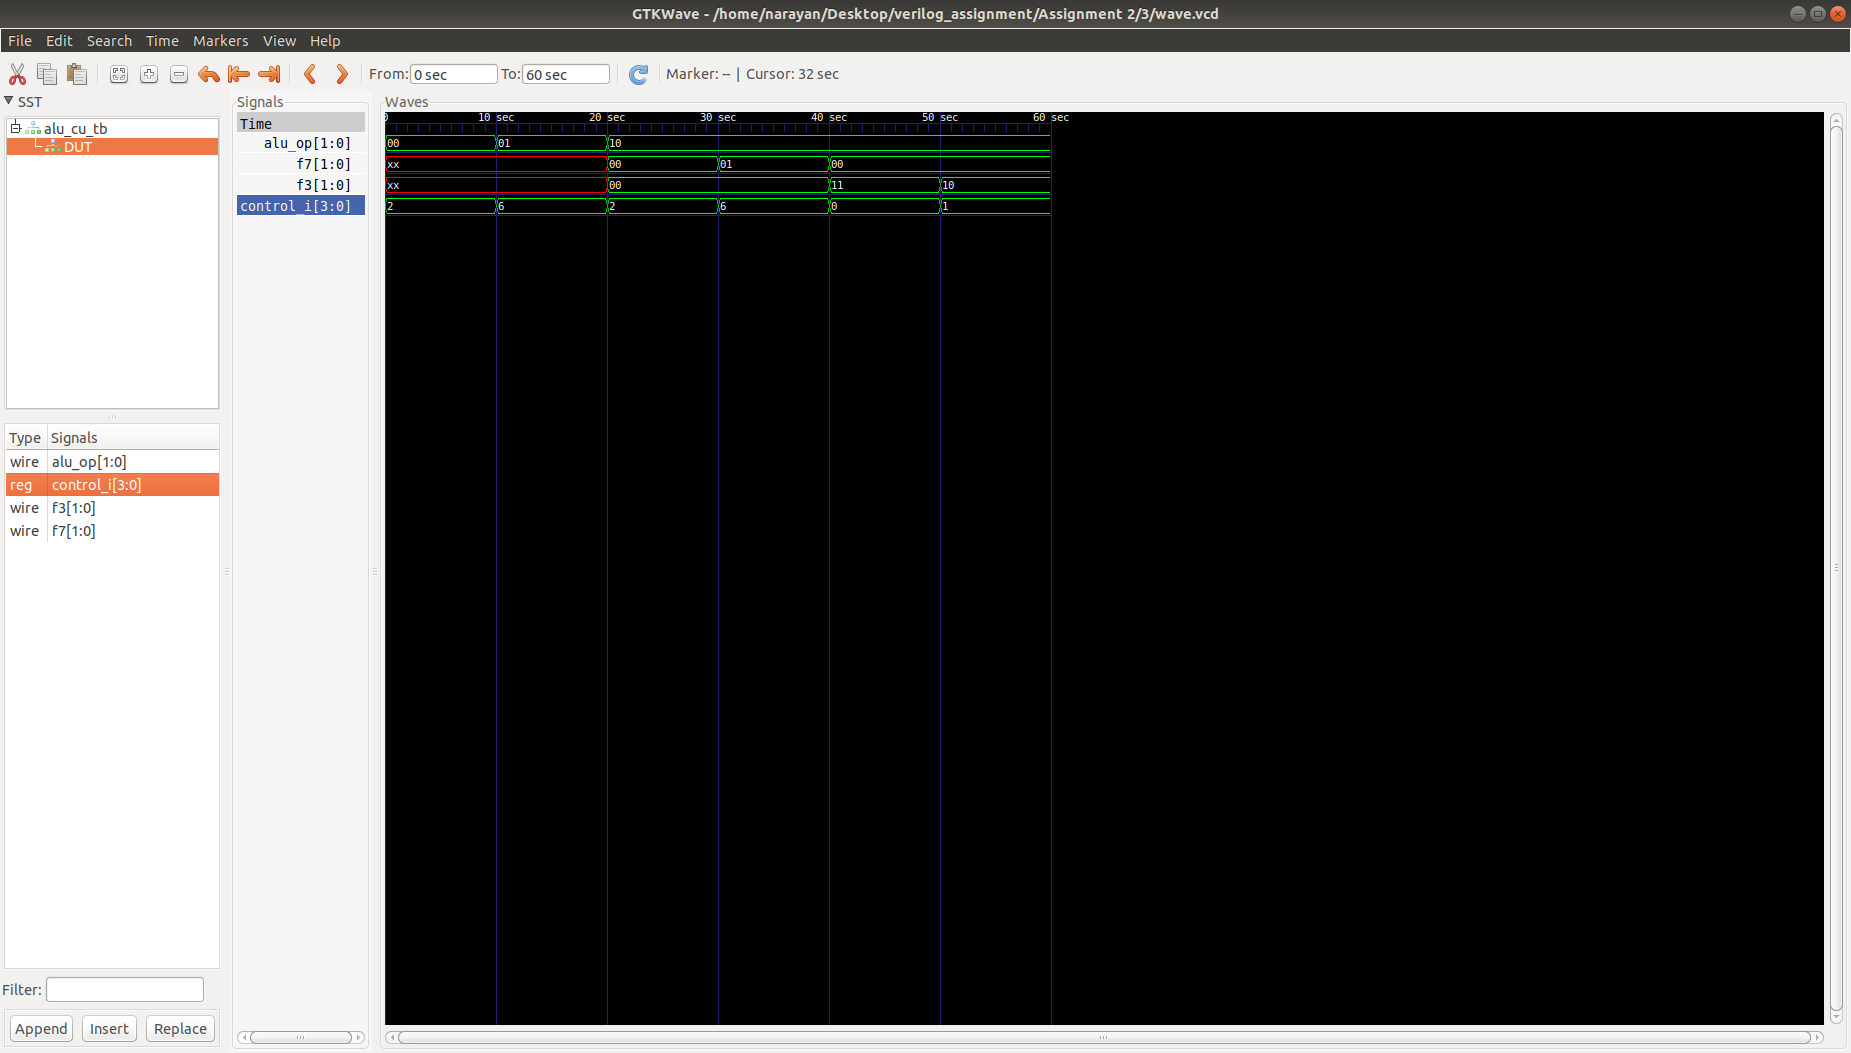 GTKWave - /home/narayan/Desktop/verilog_assignment/Assignment 2/3/wave.vcd
File Edit Search Time Markers View Help
From: 0 sec To: 60 sec Marker: -- | Cursor: 32 sec
SST
alu_cu_tb
DUT
Type Signals
wire alu_op[1:0]
reg control_i[3:0]
wire f3[1:0]
wire f7[1:0]
Filter:
Append Insert Replace
Signals
Time
alu_op[1:0]
f7[1:0]
f3[1:0]
control_i[3:0]
Waves
0 10 sec 20 sec 30 sec 40 sec 50 sec 60 sec
00 01 10
xx 00 01 00
xx 00 11 10
2 6 2 6 0 1